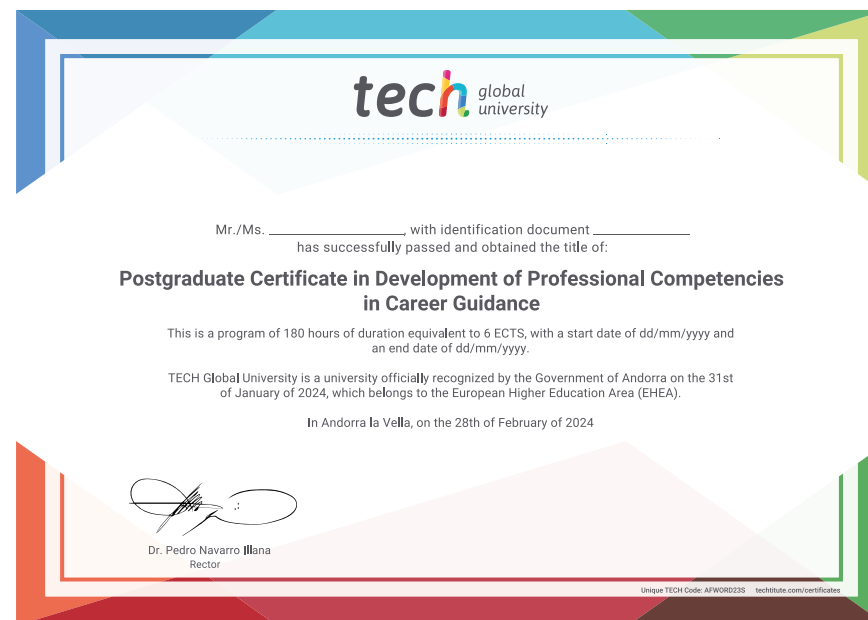 tech global university
Mr./Ms. ____________________, with identification document ______________
has successfully passed and obtained the title of:
Postgraduate Certificate in Development of Professional Competencies
in Career Guidance
This is a program of 180 hours of duration equivalent to 6 ECTS, with a start date of dd/mm/yyyy and
an end date of dd/mm/yyyy.
TECH Global University is a university officially recognized by the Government of Andorra on the 31st
of January of 2024, which belongs to the European Higher Education Area (EHEA).
In Andorra la Vella, on the 28th of February of 2024
Dr. Pedro Navarro Illana
Rector
Unique TECH Code: AFWORD23S techtitute.com/certificates